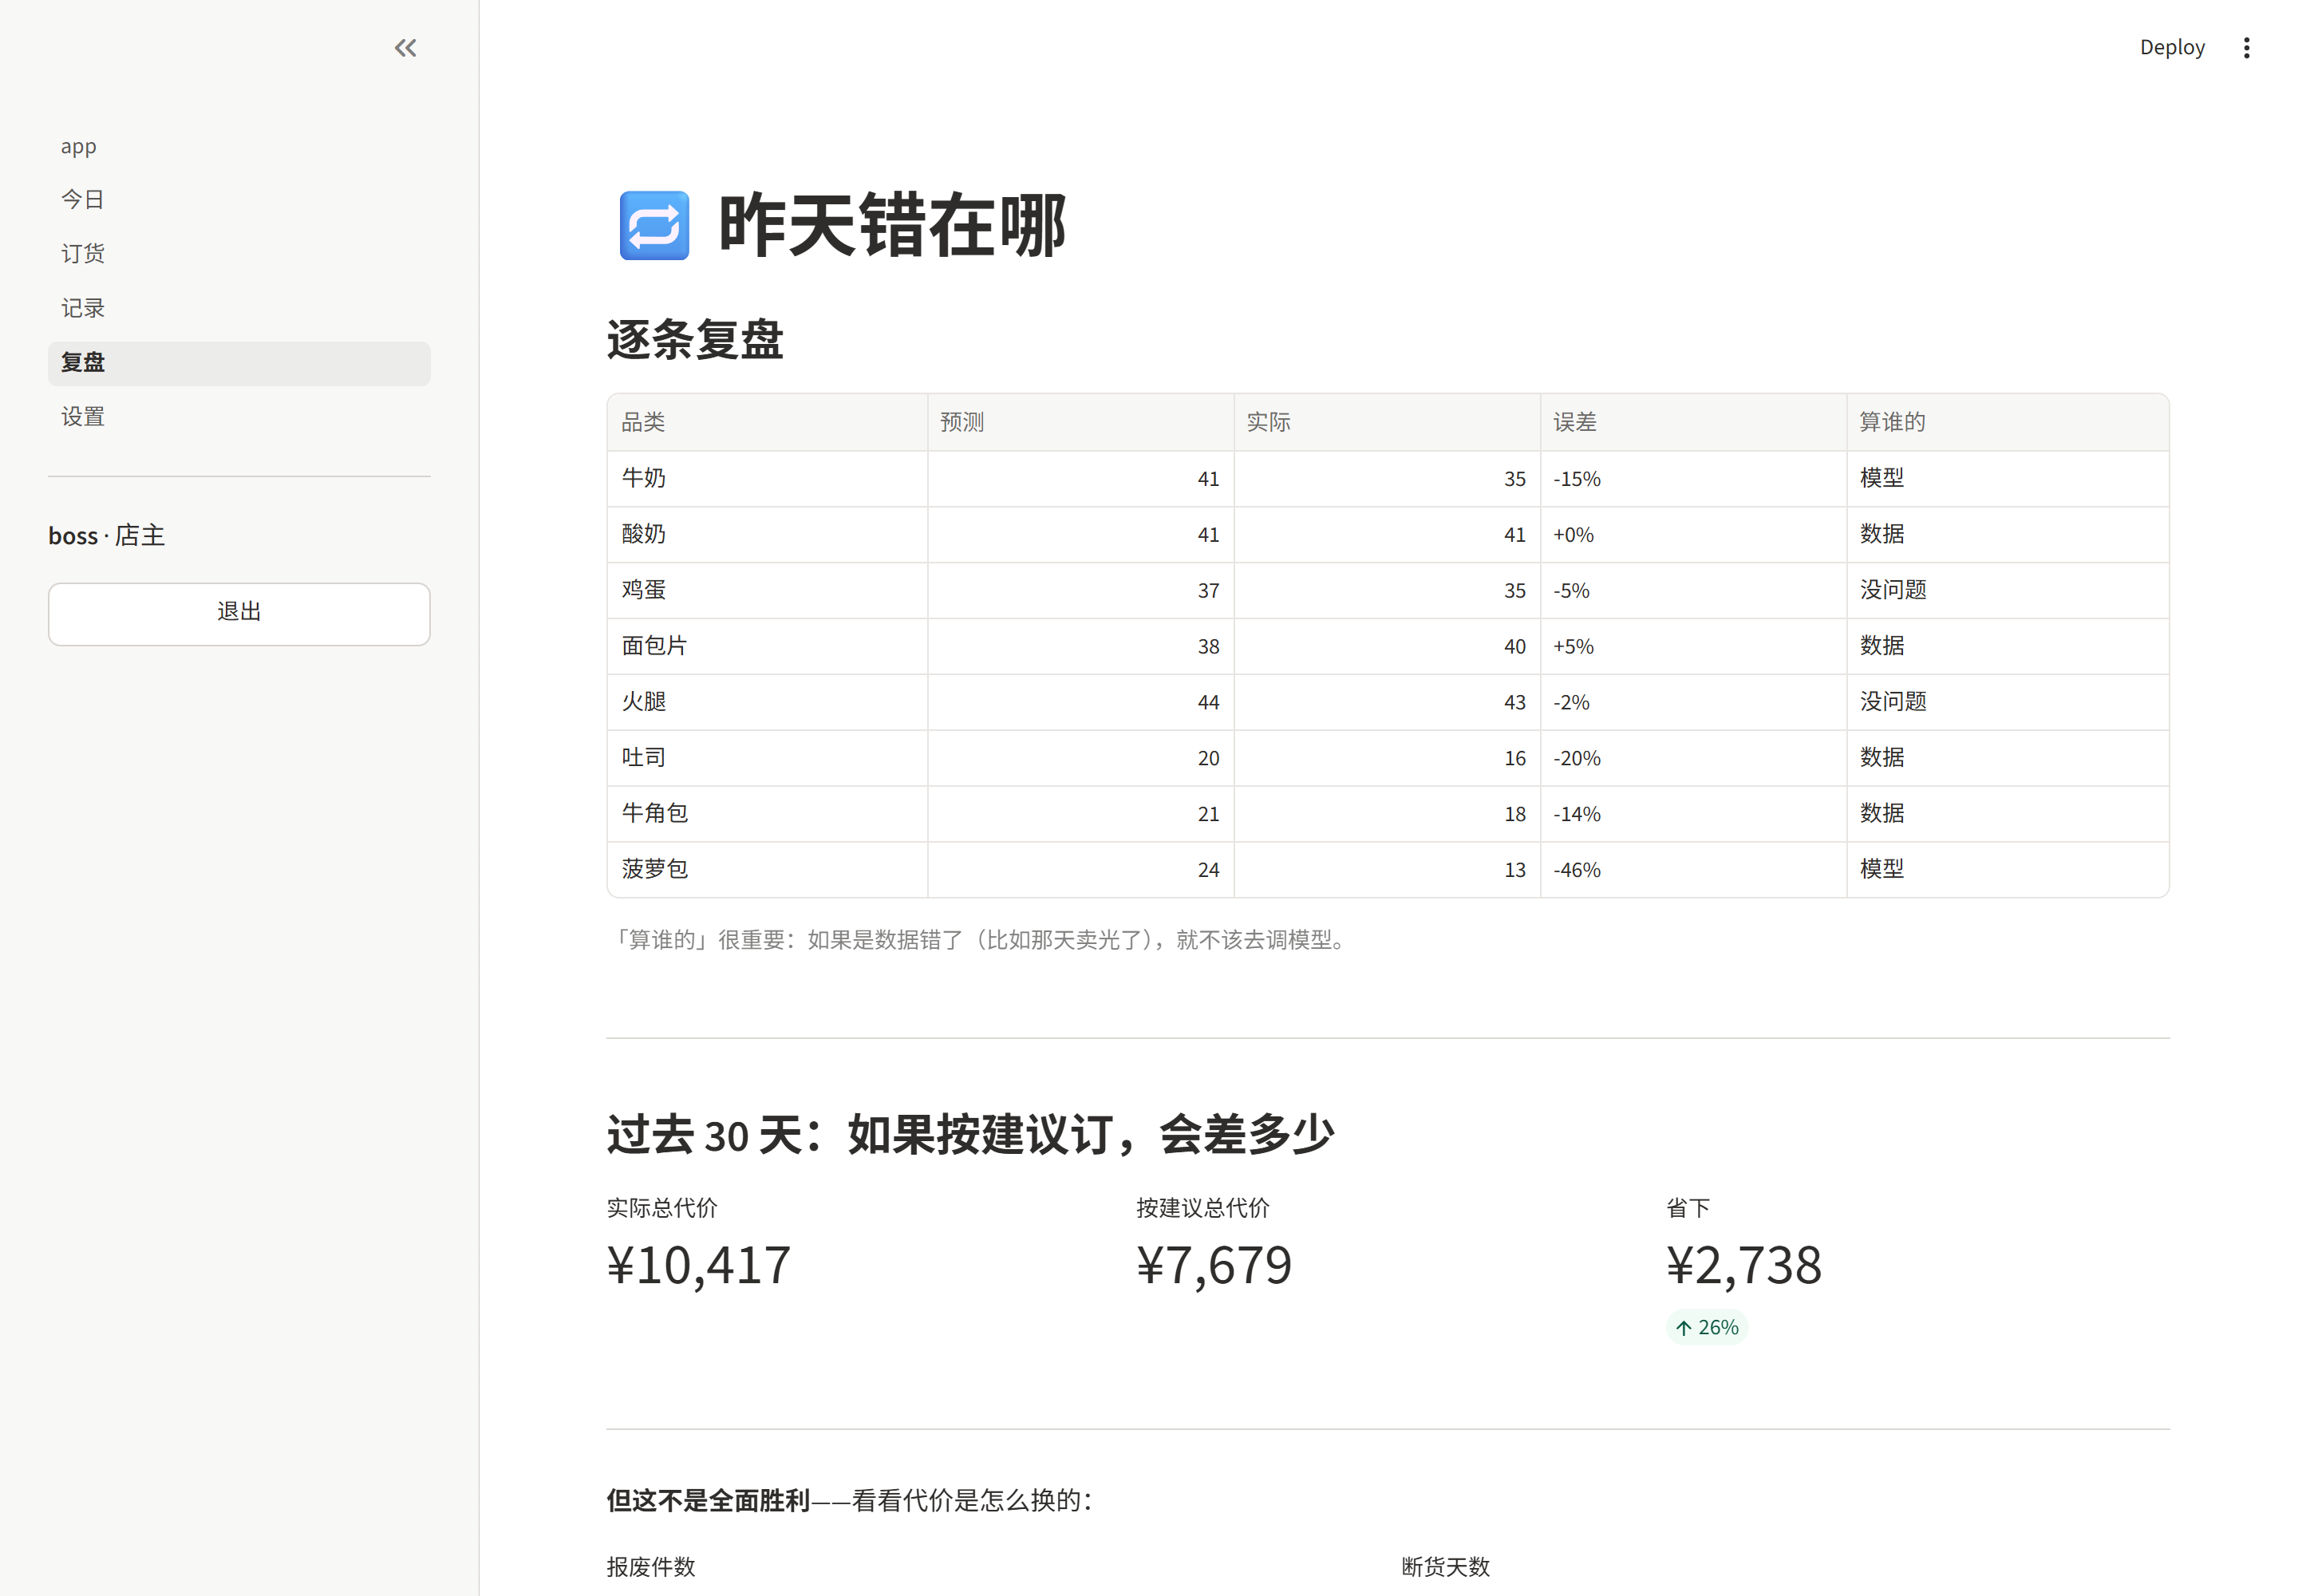 Deploy
app
今日
订货
记录
复盘
设置
boss · 店主
退出
昨天错在哪
逐条复盘
品类 预测 实际 误差 算谁的
牛奶 41 35 -15% 模型
酸奶 41 41 +0% 数据
鸡蛋 37 35 -5% 没问题
面包片 38 40 +5% 数据
火腿 44 43 -2% 没问题
吐司 20 16 -20% 数据
牛角包 21 18 -14% 数据
菠萝包 24 13 -46% 模型
「算谁的」很重要：如果是数据错了（比如那天卖光了），就不该去调模型。
过去 30 天：如果按建议订，会差多少
实际总代价 按建议总代价 省下
¥10,417 ¥7,679 ¥2,738
↑ 26%
但这不是全面胜利——看看代价是怎么换的：
报废件数 断货天数